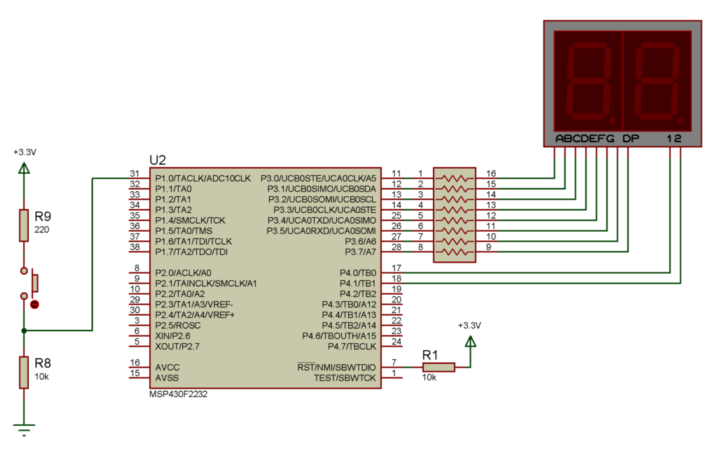 ABCDEFG DP 12
+3.3V
R9
220
R8
10k
U2
31 P1.0/TACLK/ADC10CLK P3.0/UCB0STE/UCA0CLK/A5 11 1 16
32 P1.1/TA0 P3.1/UCB0SIMO/UCB0SDA 12 2 15
33 P1.2/TA1 P3.2/UCB0SOMI/UCB0SCL 13 3 14
34 P1.3/TA2 P3.3/UCB0CLK/UCA0STE 14 4 13
35 P1.4/SMCLK/TCK P3.4/UCA0TXD/UCA0SIMO 25 5 12
36 P1.5/TA0/TMS P3.5/UCA0RXD/UCA0SOMI 26 6 11
37 P1.6/TA1/TDI/TCLK P3.6/A6 27 7 10
38 P1.7/TA2/TDO/TDI P3.7/A7 28 8 9
8 P2.0/ACLK/A0 P4.0/TB0 17
9 P2.1/TAINCLK/SMCLK/A1 P4.1/TB1 18
10 P2.2/TA0/A2 P4.2/TB2 19
29 P2.3/TA1/A3/VREF- P4.3/TB0/A12 20
30 P2.4/TA2/A4/VREF+ P4.4/TB1/A13 21
3 P2.5/ROSC P4.5/TB2/A14 22
6 XIN/P2.6 P4.6/TBOUTH/A15 23
5 XOUT/P2.7 P4.7/TBCLK 24
16 AVCC RST/NMI/SBWTDIO 7
15 AVSS TEST/SBWTCK 1
MSP430F2232
+3.3V
R1
10k